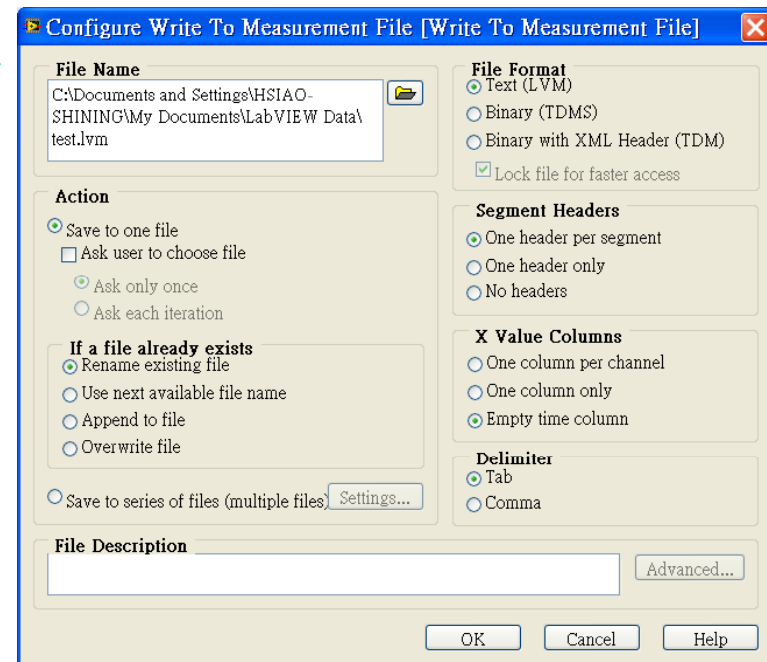 Configure Write To Measurement File [Write To Measurement File]
File Name
C:\Documents and Settings\HSIAO-
SHINING\My Documents\LabVIEW Data\
test.lvm
Action
Save to one file
Ask user to choose file
Ask only once
Ask each iteration
If a file already exists
Rename existing file
Use next available file name
Append to file
Overwrite file
Save to series of files (multiple files) Settings...
File Format
Text (LVM)
Binary (TDMS)
Binary with XML Header (TDM)
Lock file for faster access
Segment Headers
One header per segment
One header only
No headers
X Value Columns
One column per channel
One column only
Empty time column
Delimiter
Tab
Comma
File Description
Advanced...
OK Cancel Help